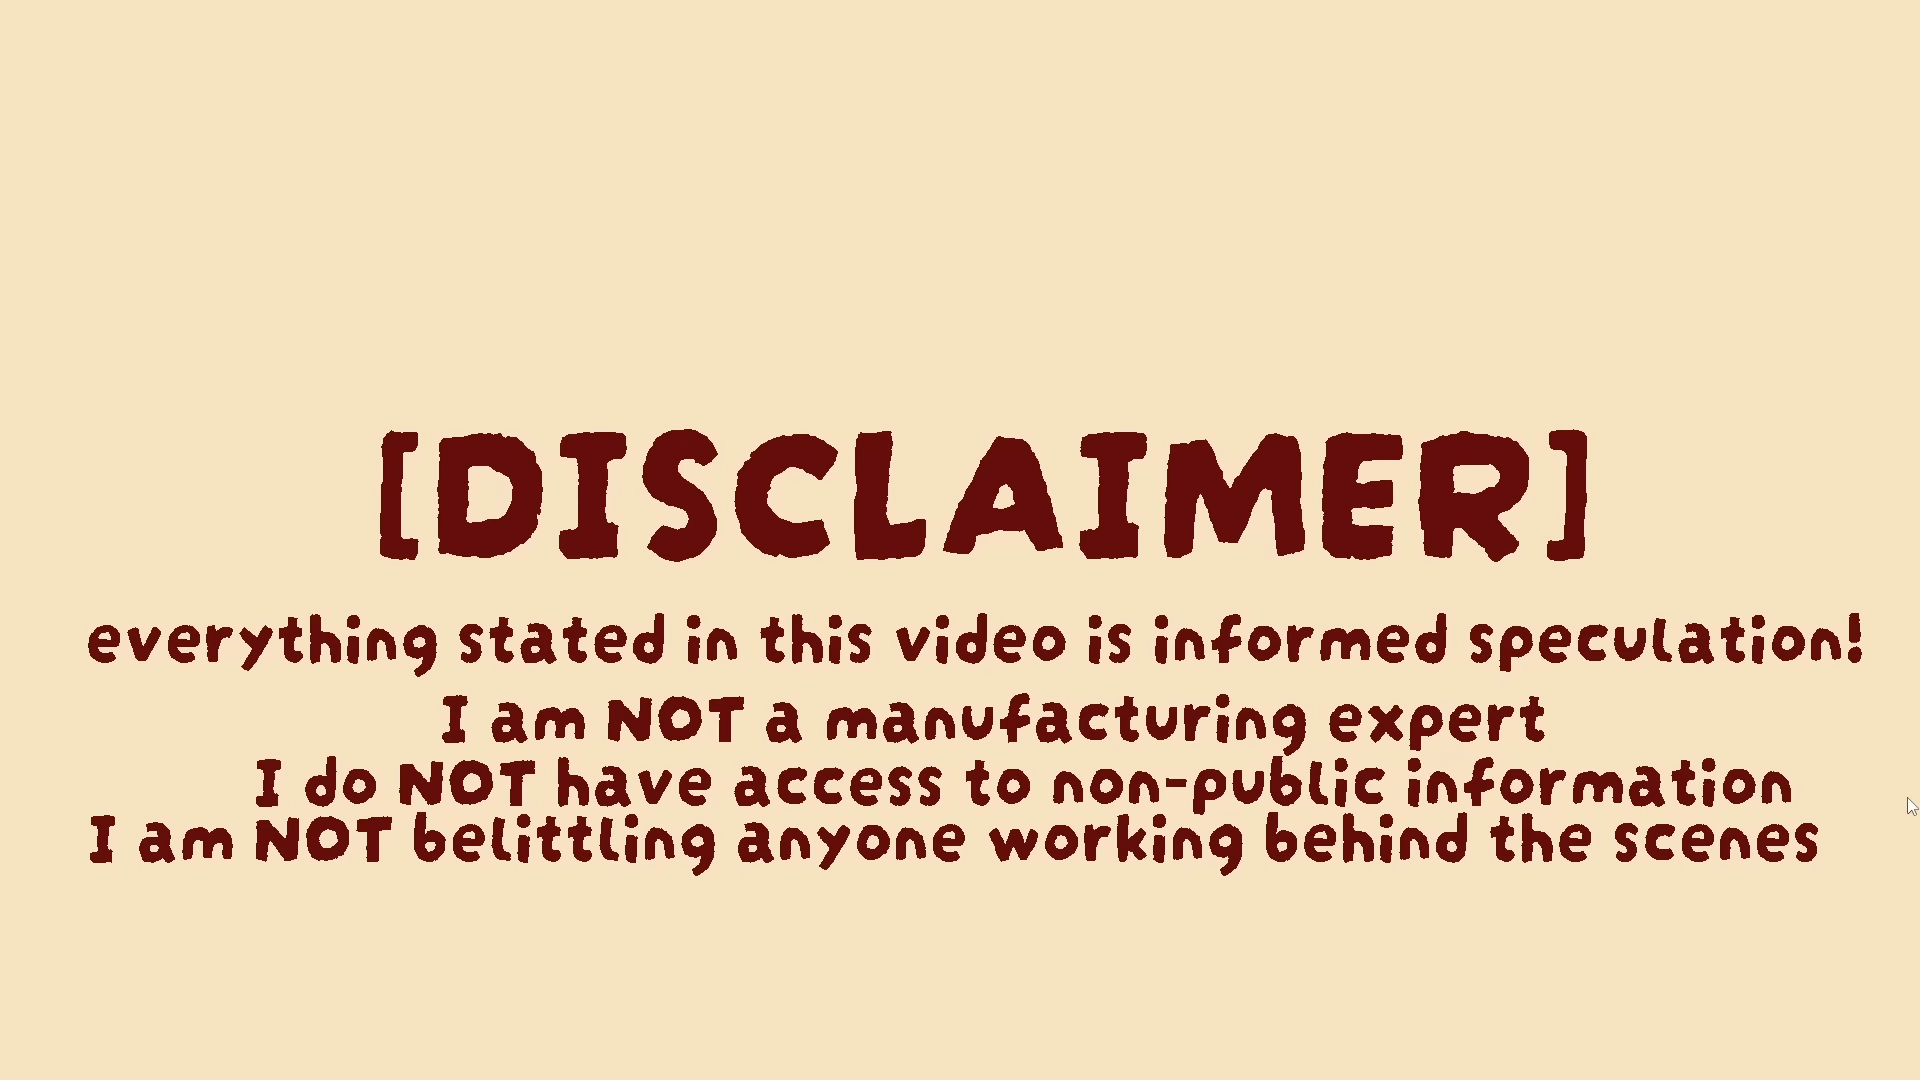 [DISCLAIMER]
everything stated in this video is informed speculation!
I am NOT a manufacturing expert
I do NOT have access to non-public information
I am NOT belittling anyone working behind the scenes